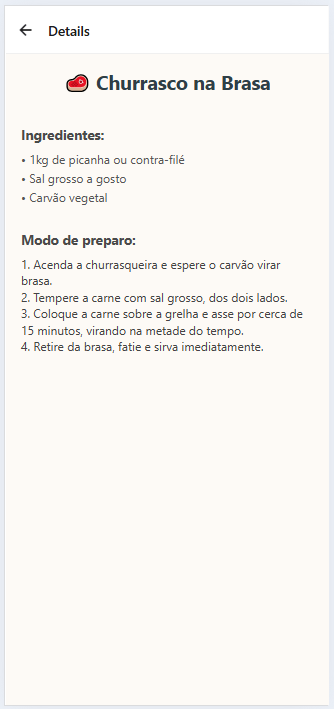 Details
Churrasco na Brasa
Ingredientes:
• 1kg de picanha ou contra-filé
• Sal grosso a gosto
• Carvão vegetal
Modo de preparo:
1. Acenda a churrasqueira e espere o carvão virar
brasa.
2. Tempere a carne com sal grosso, dos dois lados.
3. Coloque a carne sobre a grelha e asse por cerca de
15 minutos, virando na metade do tempo.
4. Retire da brasa, fatie e sirva imediatamente.